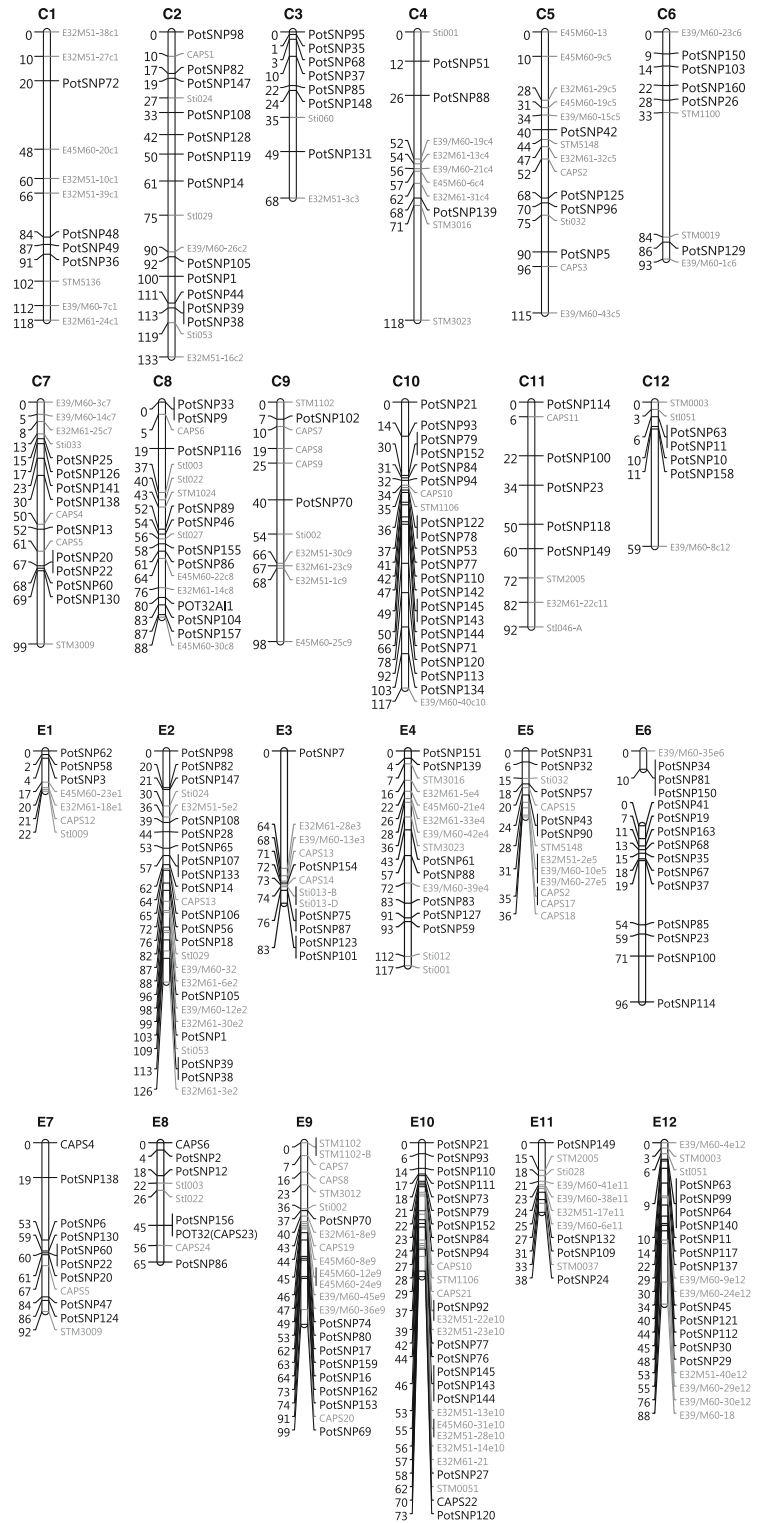 C1
0 E32M51-38c1
10 E32M51-27c1
20 PotSNP72
48 E45M60-20c1
60 E32M51-10c1
66 E32M51-39c1
84 PotSNP48
87 PotSNP49
91 PotSNP36
102 STM5136
112 E39/M60-7c1
118 E32M61-24c1
C2
0 PotSNP98
10 CAPS1
17 PotSNP82
19 PotSNP147
27 Sti024
33 PotSNP108
42 PotSNP128
50 PotSNP119
61 PotSNP14
75 StI029
90 E39/M60-26c2
92 PotSNP105
100 PotSNP1
111 PotSNP44
113 PotSNP39
PotSNP38
119 Sti053
133 E32M51-16c2
C3
0 PotSNP95
1 PotSNP35
3 PotSNP68
10 PotSNP37
22 PotSNP85
24 PotSNP148
35 Sti060
49 PotSNP131
68 E32M51-3c3
C4
0 Sti001
12 PotSNP51
26 PotSNP88
52 E39/M60-19c4
54 E32M61-13c4
56 E39/M60-21c4
57 E45M60-6c4
62 E32M61-31c4
68 PotSNP139
71 STM3016
118 STM3023
C5
0 E45M60-13
10 E45M60-9c5
28 E32M61-29c5
31 E45M60-19c5
34 E39/M60-15c5
40 PotSNP42
44 STM5148
47 E32M61-32c5
52 CAPS2
68 PotSNP125
70 PotSNP96
75 Sti032
90 PotSNP5
96 CAPS3
115 E39/M60-43c5
C6
0 E39/M60-23c6
9 PotSNP150
14 PotSNP103
22 PotSNP160
28 PotSNP26
33 STM1100
84 STM0019
86 PotSNP129
93 E39/M60-1c6
C7
0 E39/M60-3c7
5 E39/M60-14c7
8 E32M61-25c7
13 Sti033
15 PotSNP25
17 PotSNP126
23 PotSNP141
30 PotSNP138
50 CAPS4
52 PotSNP13
61 CAPS5
67 PotSNP20
PotSNP22
68 PotSNP60
69 PotSNP130
99 STM3009
C8
0 PotSNP33
PotSNP9
5 CAPS6
19 PotSNP116
37 StI003
40 StI022
43 STM1024
52 PotSNP89
54 PotSNP46
56 StI027
58 PotSNP155
61 PotSNP86
64 E45M60-22c8
76 E32M61-14c8
80 POT32AI1
83 PotSNP104
87 PotSNP157
88 E45M60-30c8
C9
0 STM1102
7 PotSNP102
10 CAPS7
19 CAPS8
25 CAPS9
40 PotSNP70
54 Sti002
66 E32M51-30c9
67 E32M61-23c9
68 E32M51-1c9
98 E45M60-25c9
C10
0 PotSNP21
14 PotSNP93
30 PotSNP79
PotSNP152
31 PotSNP84
32 PotSNP94
34 CAPS10
35 STM1106
36 PotSNP122
PotSNP78
37 PotSNP53
41 PotSNP77
42 PotSNP110
47 PotSNP142
49 PotSNP145
PotSNP143
50 PotSNP144
66 PotSNP71
78 PotSNP120
92 PotSNP113
103 PotSNP134
117 E39/M60-40c10
C11
0 PotSNP114
6 CAPS11
22 PotSNP100
34 PotSNP23
50 PotSNP118
60 PotSNP149
72 STM2005
82 E32M61-22c11
92 StI046-A
C12
0 STM0003
3 StI051
6 PotSNP63
PotSNP11
10 PotSNP10
11 PotSNP158
59 E39/M60-8c12
E1
0 PotSNP62
2 PotSNP58
4 PotSNP3
17 E45M60-23e1
20 E32M61-18e1
21 CAPS12
22 StI009
E2
0 PotSNP98
20 PotSNP82
21 PotSNP147
30 Sti024
36 E32M51-5e2
39 PotSNP108
44 PotSNP28
53 PotSNP65
57 PotSNP107
PotSNP133
62 PotSNP14
64 CAPS13
65 PotSNP106
72 PotSNP56
76 PotSNP18
82 StI029
87 E39/M60-32
88 E32M61-6e2
96 PotSNP105
98 E39/M60-12e2
99 E32M61-30e2
103 PotSNP1
109 Sti053
113 PotSNP39
PotSNP38
126 E32M61-3e2
E3
0 PotSNP7
64 E32M61-28e3
68 E39/M60-13e3
71 CAPS13
72 PotSNP154
73 CAPS14
74 Sti013-B
Sti013-D
76 PotSNP75
PotSNP87
83 PotSNP123
PotSNP101
E4
0 PotSNP151
4 PotSNP139
7 STM3016
16 E32M61-5e4
22 E45M60-21e4
26 E32M61-33e4
28 E39/M60-42e4
36 STM3023
43 PotSNP61
57 PotSNP88
72 E39/M60-39e4
83 PotSNP83
91 PotSNP127
93 PotSNP59
112 Sti012
117 Sti001
E5
0 PotSNP31
6 PotSNP32
15 Sti032
18 PotSNP57
20 CAPS15
24 PotSNP43
PotSNP90
28 STM5148
31 E32M51-2e5
E39/M60-10e5
E39/M60-27e5
35 CAPS2
CAPS17
36 CAPS18
E6
0 E39/M60-35e6
10 PotSNP34
PotSNP81
PotSNP150
0 PotSNP41
7 PotSNP19
11 PotSNP163
13 PotSNP68
15 PotSNP35
18 PotSNP67
19 PotSNP37
54 PotSNP85
59 PotSNP23
71 PotSNP100
96 PotSNP114
E7
0 CAPS4
19 PotSNP138
53 PotSNP6
59 PotSNP130
60 PotSNP60
PotSNP22
61 PotSNP20
67 CAPS5
84 PotSNP47
86 PotSNP124
92 STM3009
E8
0 CAPS6
4 PotSNP2
18 PotSNP12
22 StI003
26 StI022
45 PotSNP156
POT32(CAPS23)
56 CAPS24
65 PotSNP86
E9
0 STM1102
STM1102-B
7 CAPS7
16 CAPS8
23 STM3012
36 Sti002
37 PotSNP70
40 E32M61-8e9
43 CAPS19
44 E45M60-8e9
45 E45M60-12e9
E45M60-24e9
46 E39/M60-45e9
47 E39/M60-36e9
49 PotSNP74
53 PotSNP80
62 PotSNP17
63 PotSNP159
64 PotSNP16
73 PotSNP162
74 PotSNP153
91 CAPS20
99 PotSNP69
E10
0 PotSNP21
6 PotSNP93
14 PotSNP110
17 PotSNP111
18 PotSNP73
21 PotSNP79
22 PotSNP152
23 PotSNP84
24 PotSNP94
27 CAPS10
28 STM1106
29 CAPS21
37 PotSNP92
E32M51-22e10
39 E32M51-23e10
42 PotSNP77
44 PotSNP76
46 PotSNP145
PotSNP143
PotSNP144
53 E32M51-13e10
55 E45M60-31e10
E32M51-28e10
56 E32M51-14e10
57 E32M61-21
58 PotSNP27
62 STM0051
70 CAPS22
73 PotSNP120
E11
0 PotSNP149
15 STM2005
18 Sti028
21 E39/M60-41e11
23 E39/M60-38e11
24 E32M51-17e11
25 E39/M60-6e11
27 PotSNP132
31 PotSNP109
33 STM0037
38 PotSNP24
E12
0 E39/M60-4e12
3 STM0003
6 StI051
9 PotSNP63
PotSNP99
PotSNP64
PotSNP140
10 PotSNP11
14 PotSNP117
22 PotSNP137
29 E39/M60-9e12
30 E39/M60-24e12
34 PotSNP45
40 PotSNP121
44 PotSNP112
45 PotSNP30
48 PotSNP29
53 E32M51-40e12
55 E39/M60-29e12
76 E39/M60-30e12
88 E39/M60-18